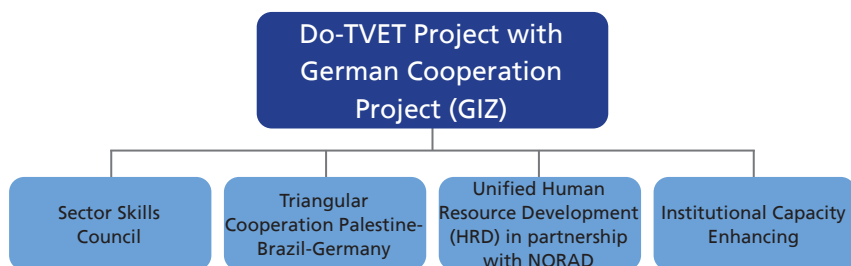 Do-TVET Project with
German Cooperation
Project (GIZ)
Sector Skills
Council
Triangular
Cooperation Palestine-
Brazil-Germany
Unified Human
Resource Development
(HRD) in partnership
with NORAD
Institutional Capacity
Enhancing